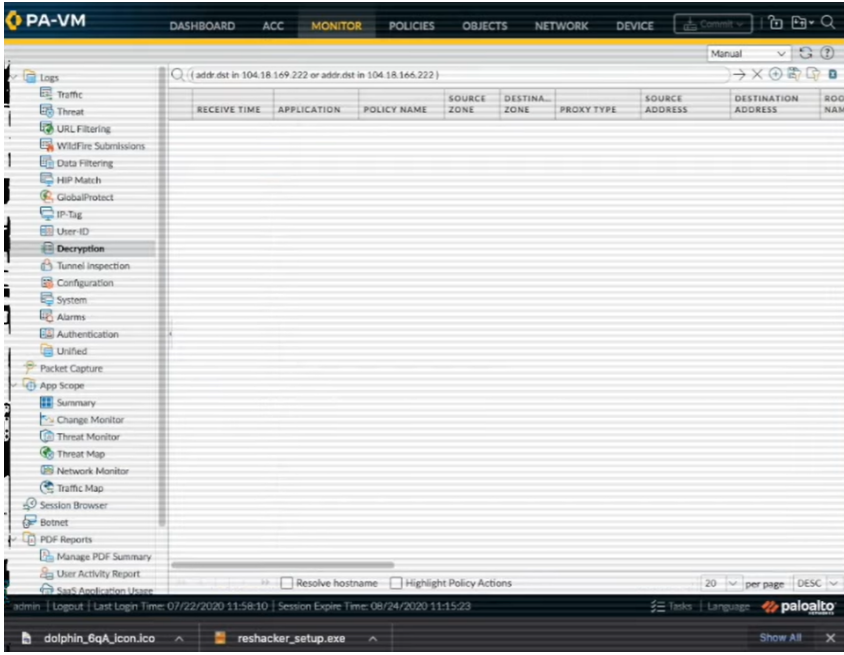 PA-VM
DASHBOARD ACC MONITOR POLICIES OBJECTS NETWORK DEVICE Commit
Manual
( addr.dst in 104.18.169.222 or addr.dst in 104.18.166.222 )
RECEIVE TIME APPLICATION POLICY NAME SOURCE ZONE DESTINA... ZONE PROXY TYPE SOURCE ADDRESS DESTINATION ADDRESS ROO NAM
Logs
Traffic
Threat
URL Filtering
WildFire Submissions
Data Filtering
HIP Match
GlobalProtect
IP-Tag
User-ID
Decryption
Tunnel Inspection
Configuration
System
Alarms
Authentication
Unified
Packet Capture
App Scope
Summary
Change Monitor
Threat Monitor
Threat Map
Network Monitor
Traffic Map
Session Browser
Botnet
PDF Reports
Manage PDF Summary
User Activity Report
SaaS Application Usage
Resolve hostname Highlight Policy Actions 20 per page DESC
admin | Logout | Last Login Time: 07/22/2020 11:58:10 | Session Expire Time: 08/24/2020 11:15:23 Tasks | Language paloalto NETWORKS
dolphin_6qA_icon.ico reshacker_setup.exe Show All